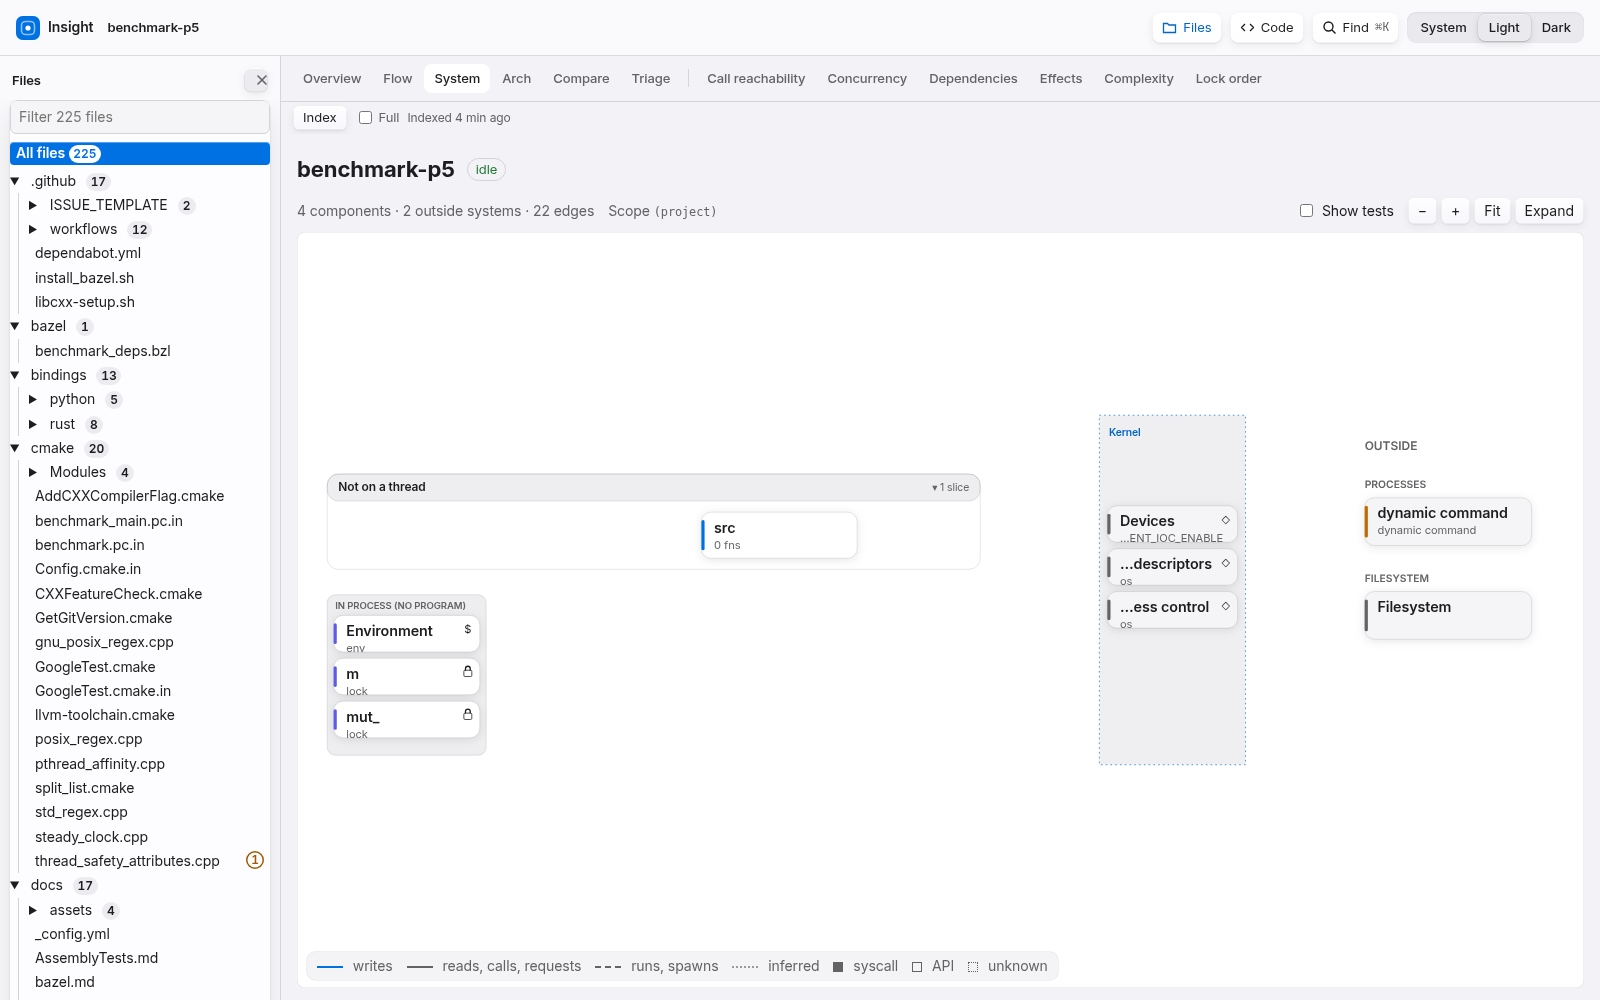 Insight benchmark-p5
Files Code Find ⌘K System Light Dark
Files
Filter 225 files
All files 225
.github 17
ISSUE_TEMPLATE 2
workflows 12
dependabot.yml
install_bazel.sh
libcxx-setup.sh
bazel 1
benchmark_deps.bzl
bindings 13
python 5
rust 8
cmake 20
Modules 4
AddCXXCompilerFlag.cmake
benchmark_main.pc.in
benchmark.pc.in
Config.cmake.in
CXXFeatureCheck.cmake
GetGitVersion.cmake
gnu_posix_regex.cpp
GoogleTest.cmake
GoogleTest.cmake.in
llvm-toolchain.cmake
posix_regex.cpp
pthread_affinity.cpp
split_list.cmake
std_regex.cpp
steady_clock.cpp
thread_safety_attributes.cpp 1
docs 17
assets 4
_config.yml
AssemblyTests.md
bazel.md
Overview Flow System Arch Compare Triage Call reachability Concurrency Dependencies Effects Complexity Lock order
Index Full Indexed 4 min ago
benchmark-p5 idle
4 components · 2 outside systems · 22 edges Scope (project)
Show tests − + Fit Expand
Not on a thread ▾ 1 slice
src
0 fns
IN PROCESS (NO PROGRAM)
Environment $
env
m
lock
mut_
lock
Kernel
Devices ◇
...ENT_IOC_ENABLE
...descriptors ◇
os
...ess control ◇
os
OUTSIDE
PROCESSES
dynamic command
dynamic command
FILESYSTEM
Filesystem
writes reads, calls, requests runs, spawns inferred syscall API unknown